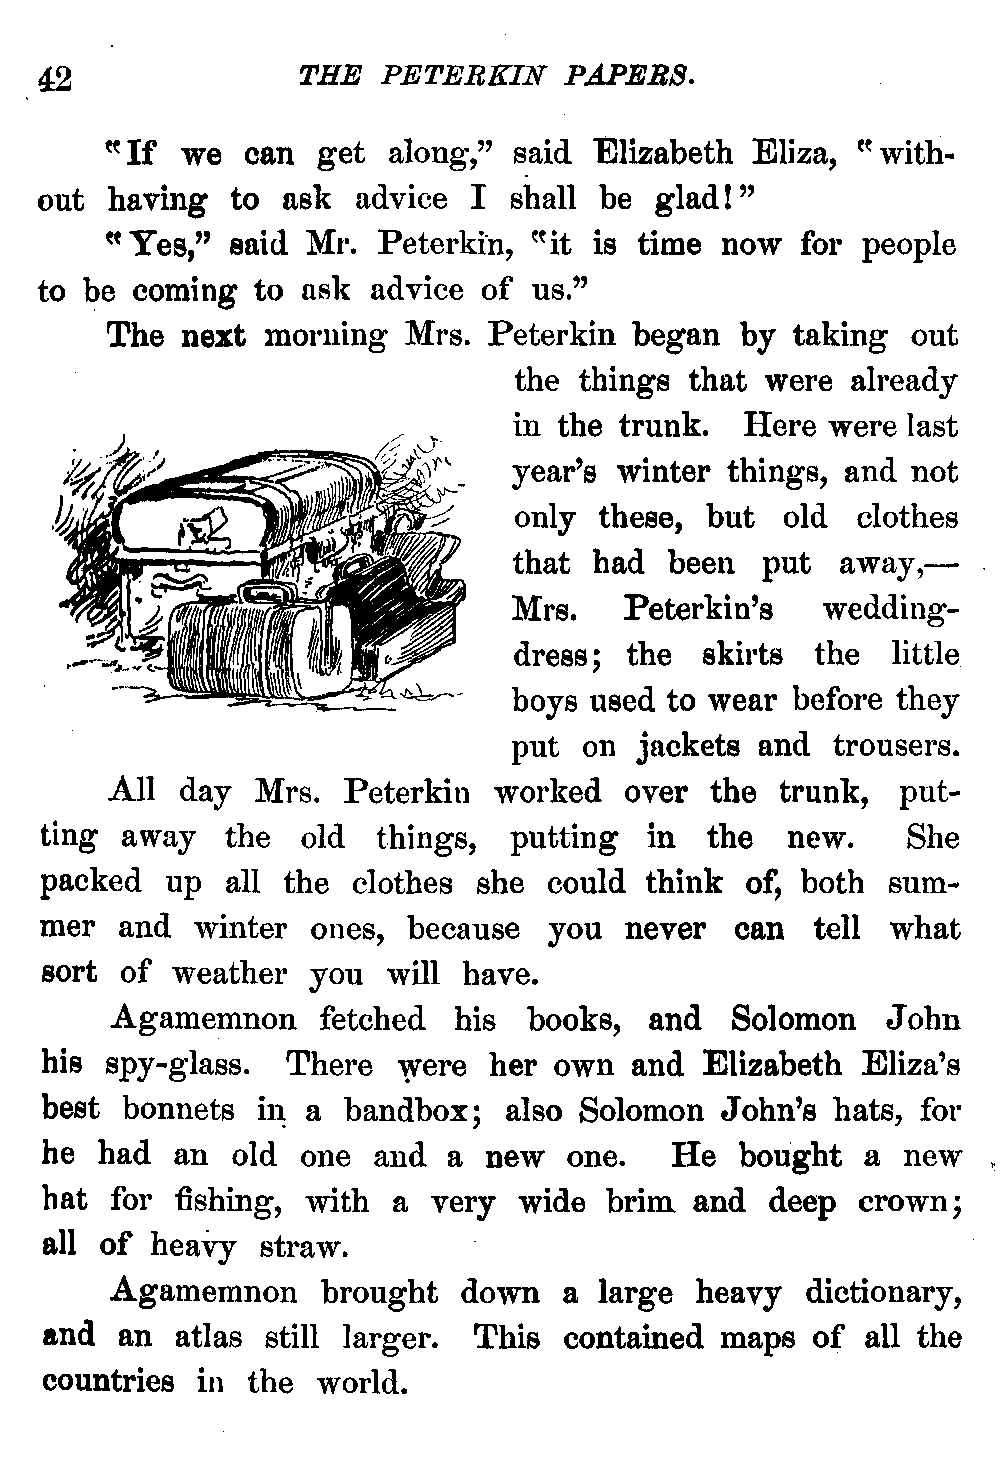 42 THE PETERKIN PAPERS.
"If we can get along," said Elizabeth Eliza, "with-
out having to ask advice I shall be glad!"
"Yes," said Mr. Peterkin, "it is time now for people
to be coming to ask advice of us."
The next morning Mrs. Peterkin began by taking out
the things that were already
in the trunk. Here were last
year's winter things, and not
only these, but old clothes
that had been put away,—
Mrs. Peterkin's wedding-
dress; the skirts the little
boys used to wear before they
put on jackets and trousers.
All day Mrs. Peterkin worked over the trunk, put-
ting away the old things, putting in the new. She
packed up all the clothes she could think of, both sum-
mer and winter ones, because you never can tell what
sort of weather you will have.
Agamemnon fetched his books, and Solomon John
his spy-glass. There were her own and Elizabeth Eliza's
best bonnets in a bandbox; also Solomon John's hats, for
he had an old one and a new one. He bought a new
hat for fishing, with a very wide brim and deep crown;
all of heavy straw.
Agamemnon brought down a large heavy dictionary,
and an atlas still larger. This contained maps of all the
countries in the world.